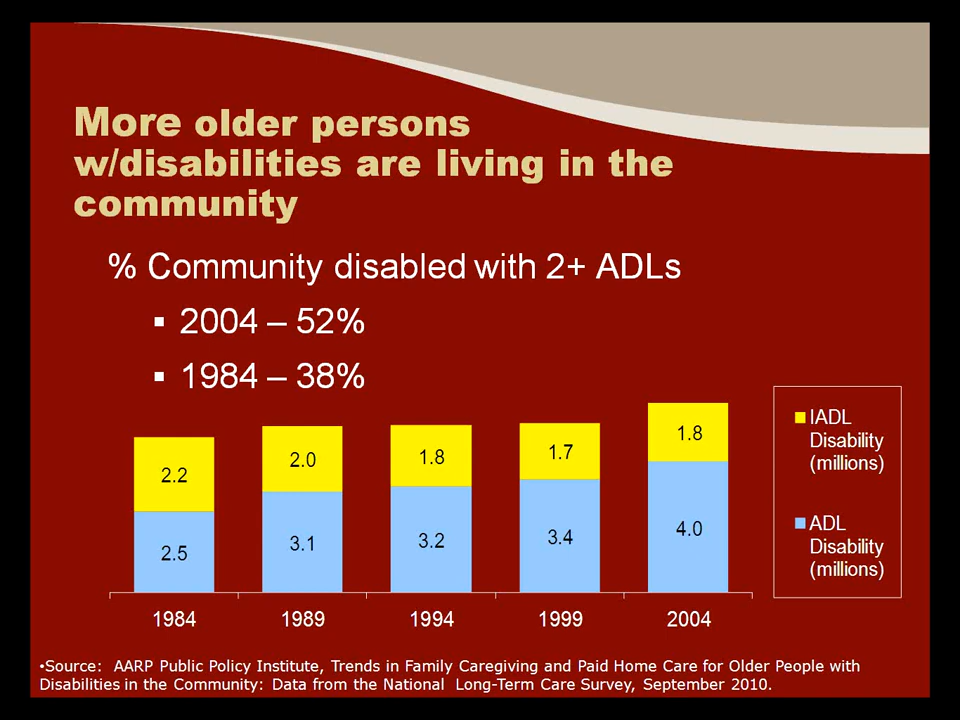 More older persons
w/disabilities are living in the
community
% Community disabled with 2+ ADLs
▪ 2004 – 52%
▪ 1984 – 38%
2.2
2.0
1.8
1.7
1.8
2.5
3.1
3.2
3.4
4.0
1984
1989
1994
1999
2004
IADL
Disability
(millions)
ADL
Disability
(millions)
•Source: AARP Public Policy Institute, Trends in Family Caregiving and Paid Home Care for Older People with
Disabilities in the Community: Data from the National Long-Term Care Survey, September 2010.